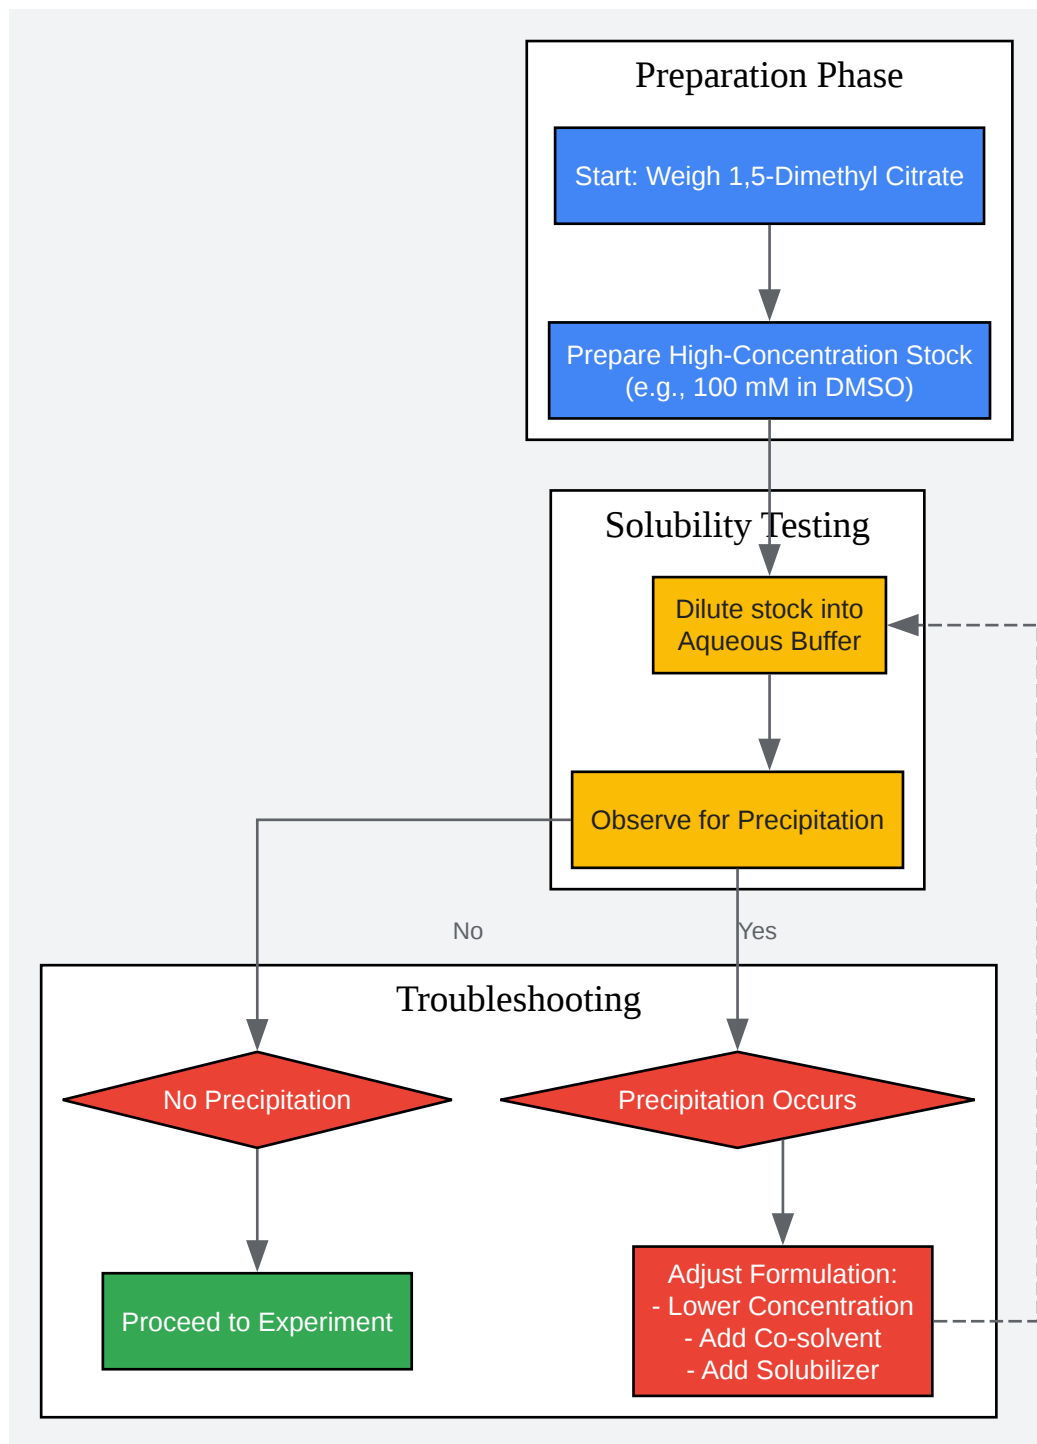 Preparation Phase
Start: Weigh 1,5-Dimethyl Citrate
Prepare High-Concentration Stock
(e.g., 100 mM in DMSO)
Solubility Testing
Dilute stock into
Aqueous Buffer
Observe for Precipitation
No
Yes
Troubleshooting
No Precipitation
Precipitation Occurs
Proceed to Experiment
Adjust Formulation:
- Lower Concentration
- Add Co-solvent
- Add Solubilizer